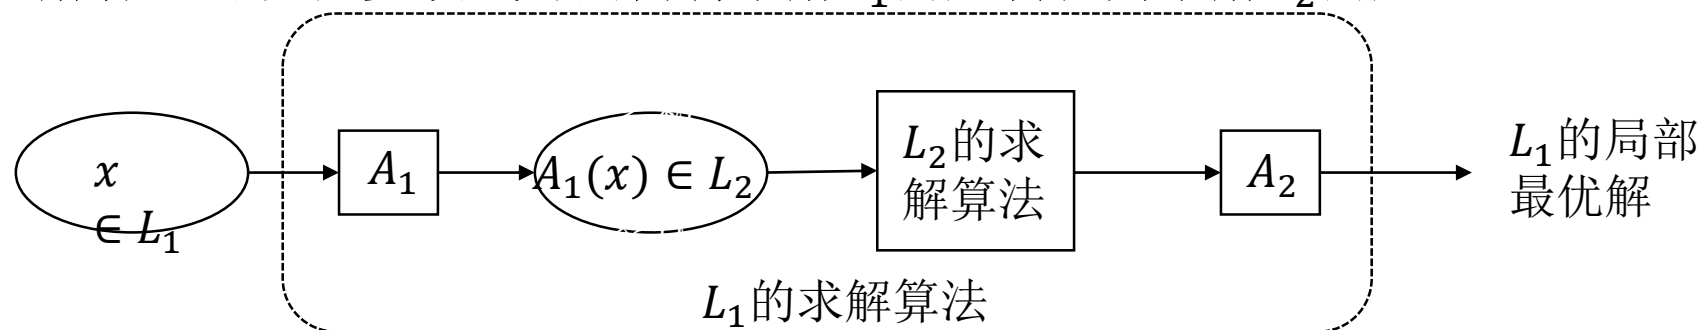 x
∈ L₁
A₁
A₁(x) ∈ L₂
L₂的求
解算法
A₂
L₁的局部
最优解
L₁的求解算法